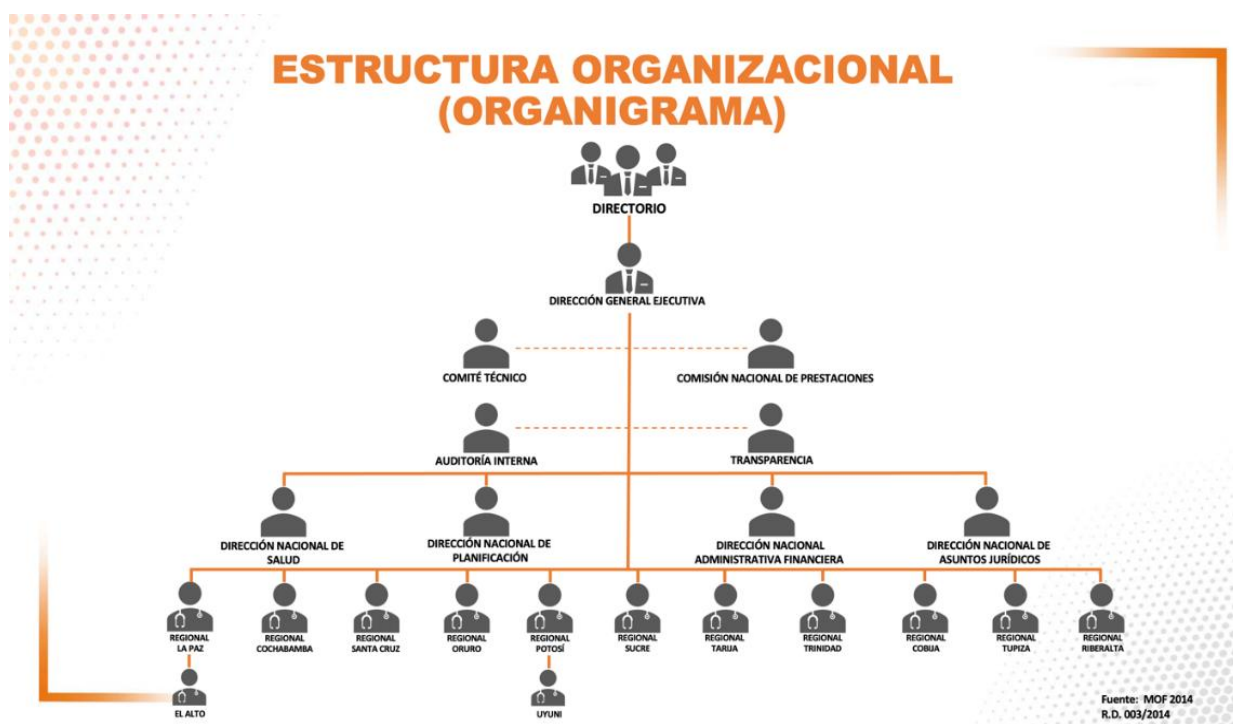 ESTRUCTURA ORGANIZACIONAL
(ORGANIGRAMA)
DIRECTORIO
DIRECCIÓN GENERAL EJECUTIVA
COMITÉ TÉCNICO
COMISIÓN NACIONAL DE PRESTACIONES
AUDITORÍA INTERNA
TRANSPARENCIA
DIRECCIÓN NACIONAL DE
SALUD
DIRECCIÓN NACIONAL DE
PLANIFICACIÓN
DIRECCIÓN NACIONAL
ADMINISTRATIVA FINANCIERA
DIRECCIÓN NACIONAL DE
ASUNTOS JURÍDICOS
REGIONAL
LA PAZ
REGIONAL
COCHABAMBA
REGIONAL
SANTA CRUZ
REGIONAL
ORURO
REGIONAL
POTOSÍ
REGIONAL
SUCRE
REGIONAL
TARIJA
REGIONAL
TRINIDAD
REGIONAL
COBIJA
REGIONAL
TUPIZA
REGIONAL
RIBERALTA
EL ALTO
UYUNI
Fuente: MOF 2014
R.D. 003/2014